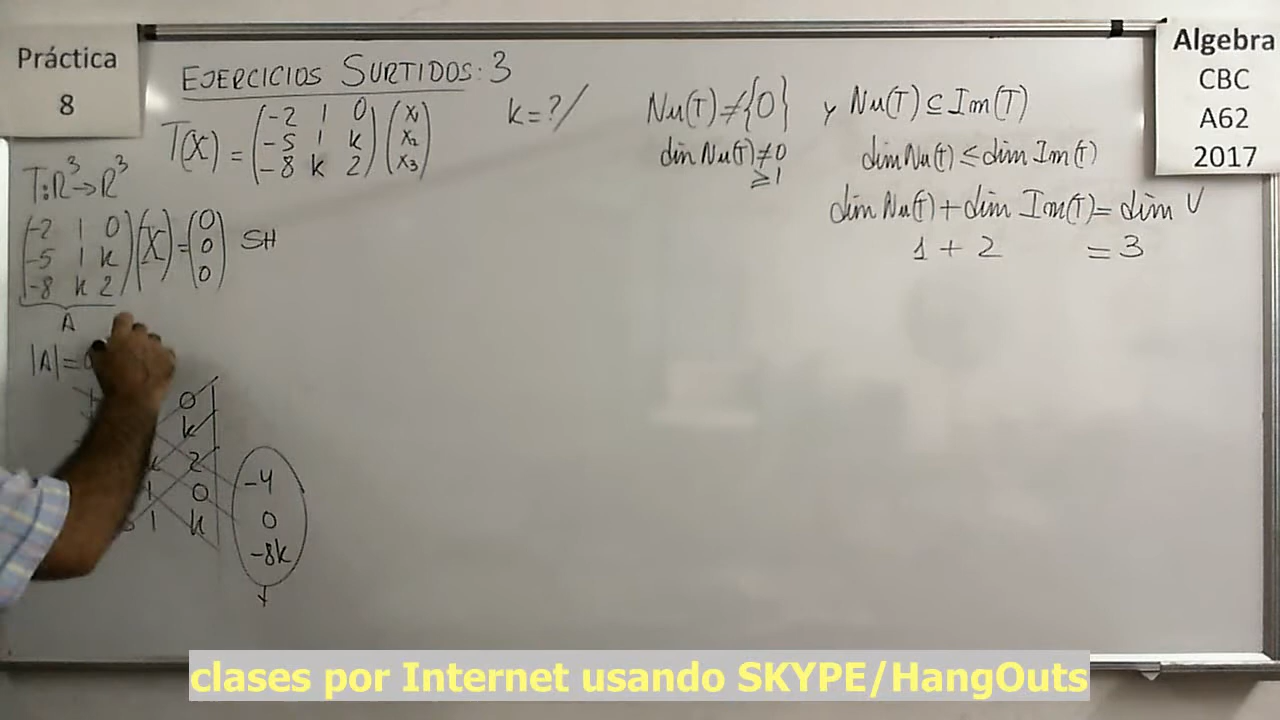 Práctica
8
Algebra
CBC
A62
2017
EJERCICIOS SURTIDOS: 3
T(X) = (-2 1 0) (x₁)
(-5 1 k) (x₂)
(-8 k 2) (x₃)
k=?/
Nu(T)≠{0} y Nu(T)⊆Im(T)
dim Nu(T)≠0 dim Nu(T)≤dim Im(T)
≥1
dim Nu(T)+dim Im(T)= dim V
1 + 2 = 3
T:R³→R³
(-2 1 0) (X) = (0) SH
(-5 1 k) (0)
(-8 k 2) (0)
A
|A|=
0
k
2
1 0
1 k
-4
0
-8k
+
clases por Internet usando SKYPE/HangOuts